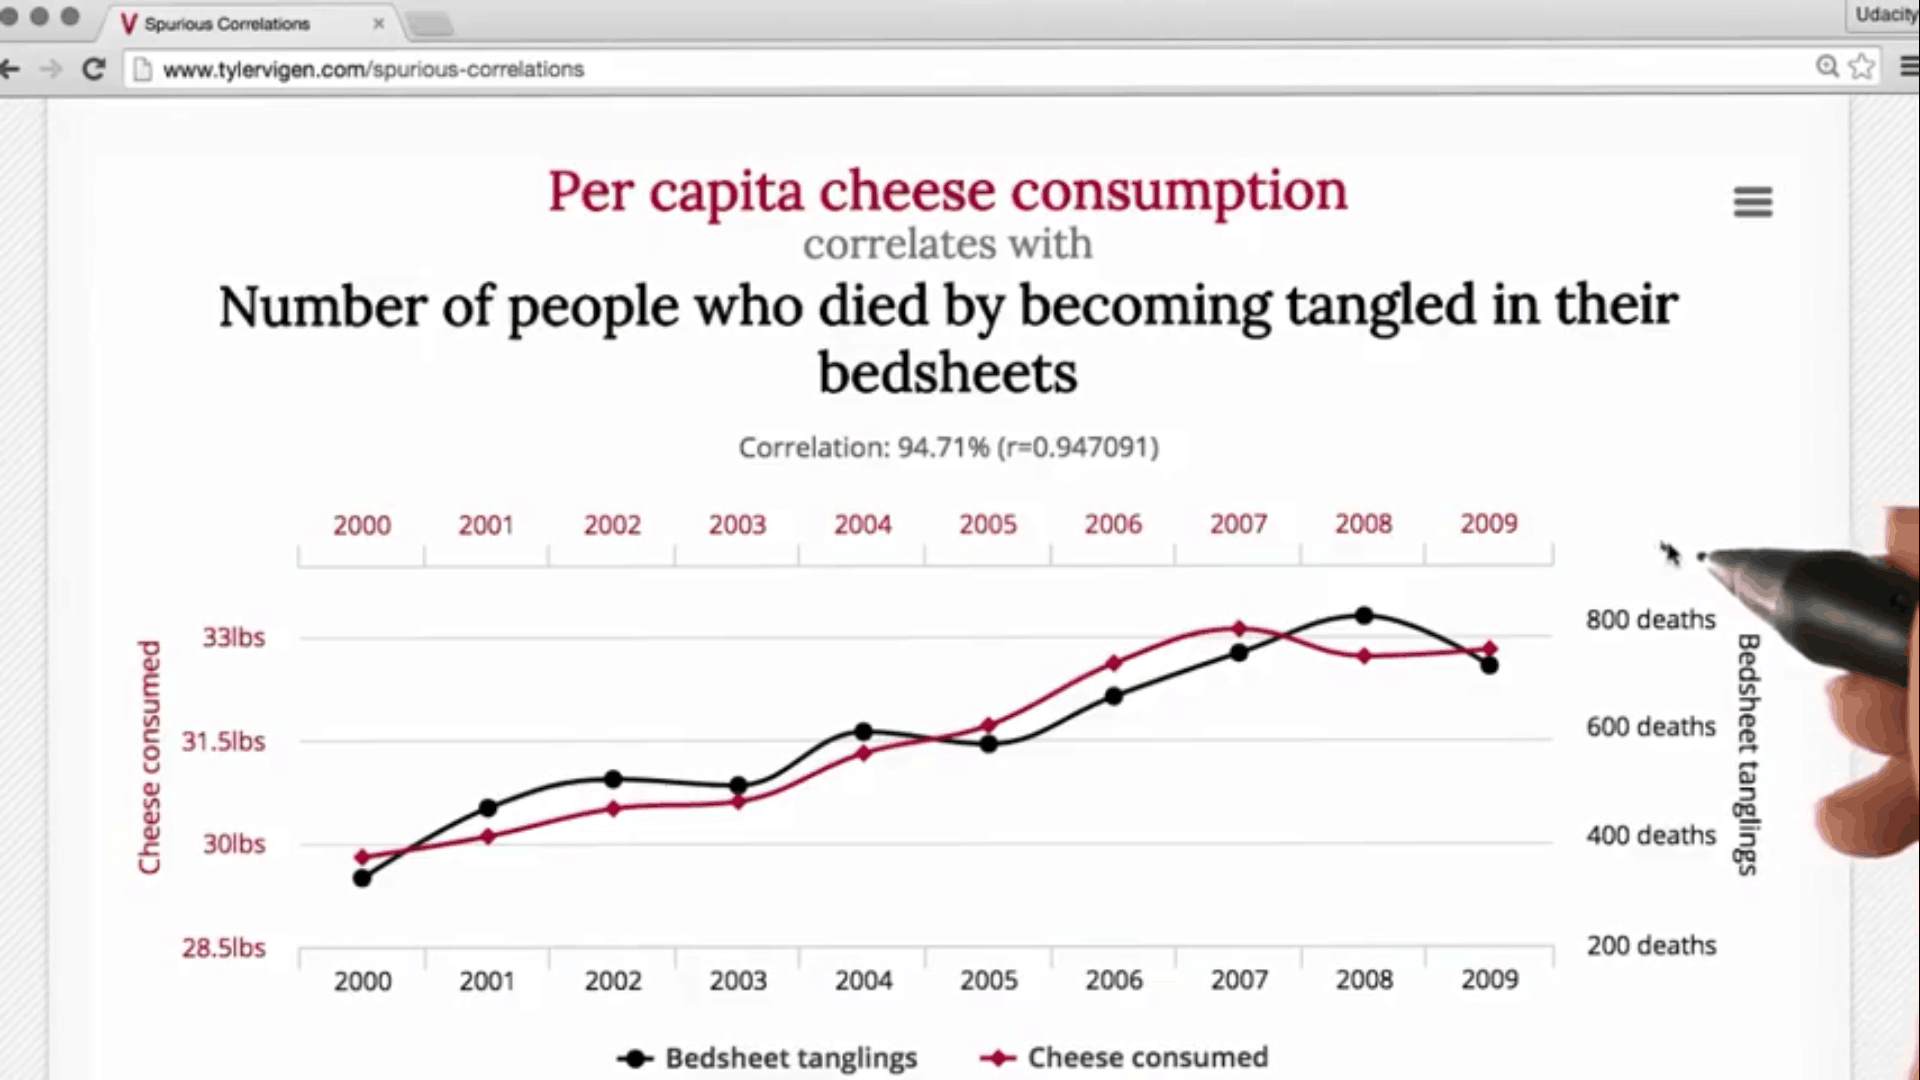 Spurious Correlations
Udacity
www.tylervigen.com/spurious-correlations
Per capita cheese consumption
correlates with
Number of people who died by becoming tangled in their
bedsheets
Correlation: 94.71% (r=0.947091)
2000 2001 2002 2003 2004 2005 2006 2007 2008 2009
Cheese consumed
33lbs
31.5lbs
30lbs
28.5lbs
800 deaths
600 deaths
400 deaths
200 deaths
Bedsheet tanglings
2000 2001 2002 2003 2004 2005 2006 2007 2008 2009
Bedsheet tanglings Cheese consumed